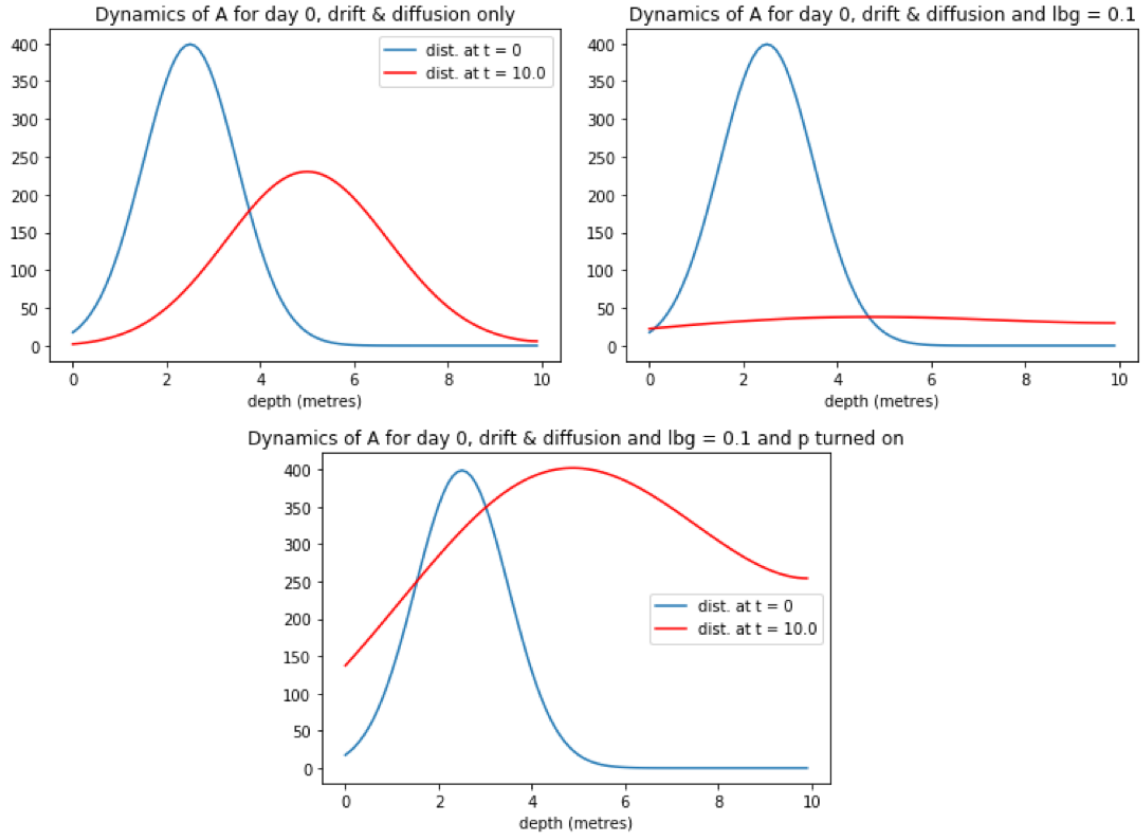 Dynamics of A for day 0, drift & diffusion only
400
350
300
250
200
150
100
50
0
0 2 4 6 8 10
depth (metres)
dist. at t = 0
dist. at t = 10.0
Dynamics of A for day 0, drift & diffusion and lbg = 0.1
400
350
300
250
200
150
100
50
0
0 2 4 6 8 10
depth (metres)
Dynamics of A for day 0, drift & diffusion and lbg = 0.1 and p turned on
400
350
300
250
200
150
100
50
0
0 2 4 6 8 10
depth (metres)
dist. at t = 0
dist. at t = 10.0